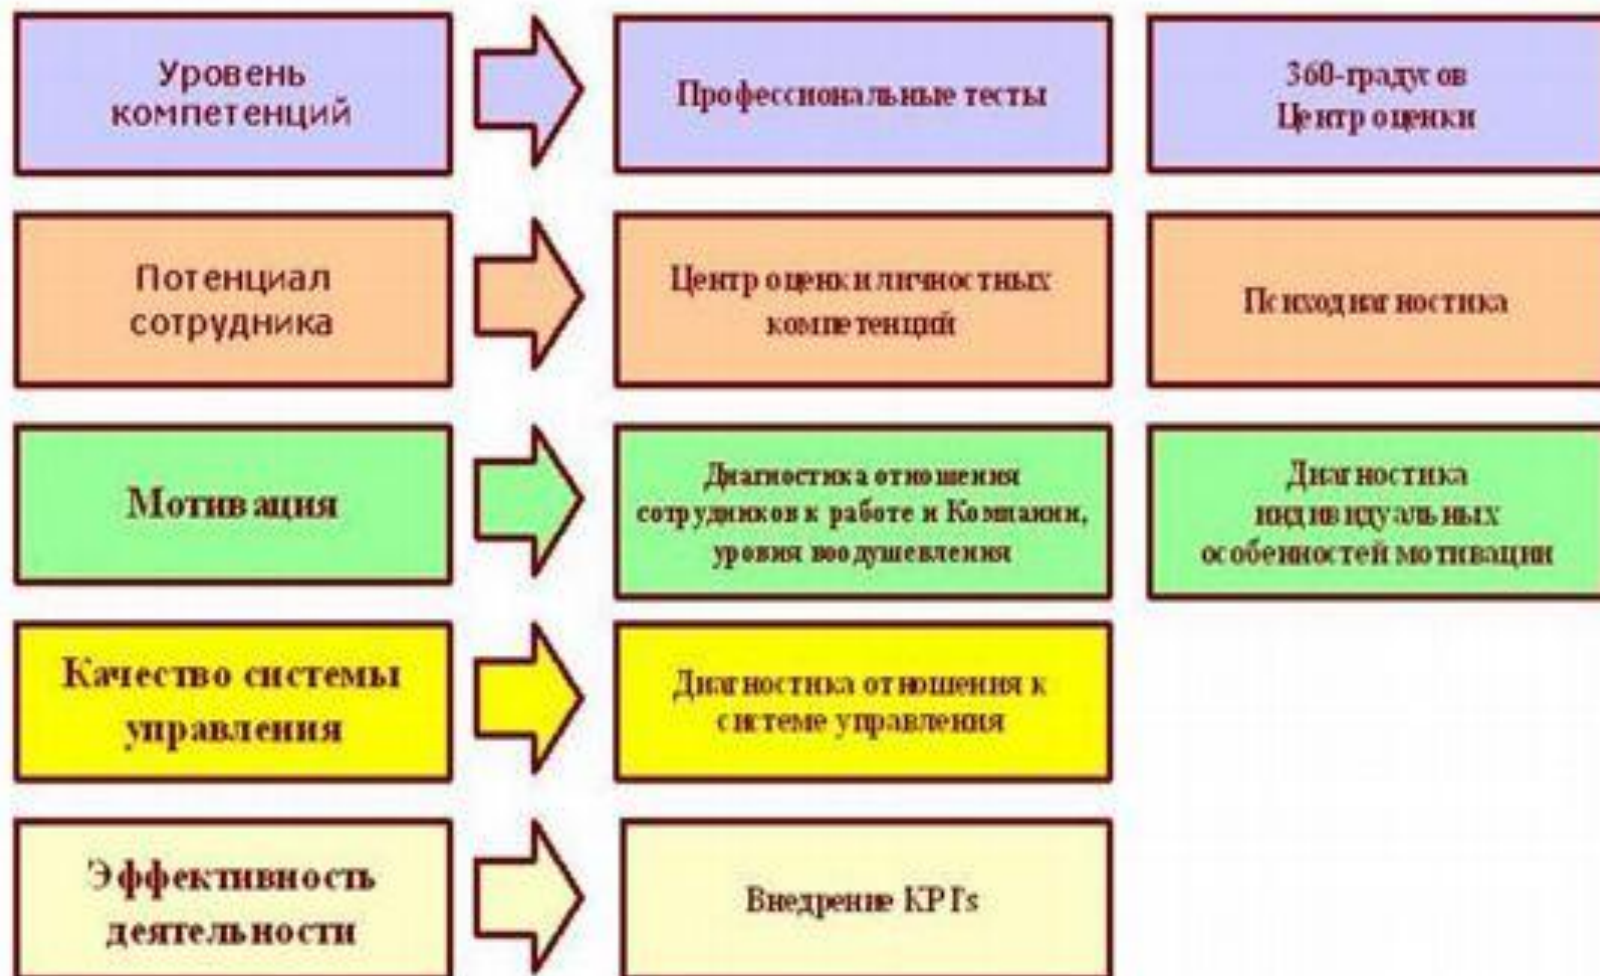 Уровень
компетенций
Профессиональные тесты
360-градусов
Центр оценки
Потенциал
сотрудника
Центр оценки личностных
компетенций
Психодиагностика
Мотивация
Диагностика отношения
сотрудников к работе и Компании,
уровня воодушевления
Диагностика
индивидуальных
особенностей мотивации
Качество системы
управления
Диагностика отношения к
системе управления
Эффективность
деятельности
Внедрение KPI's